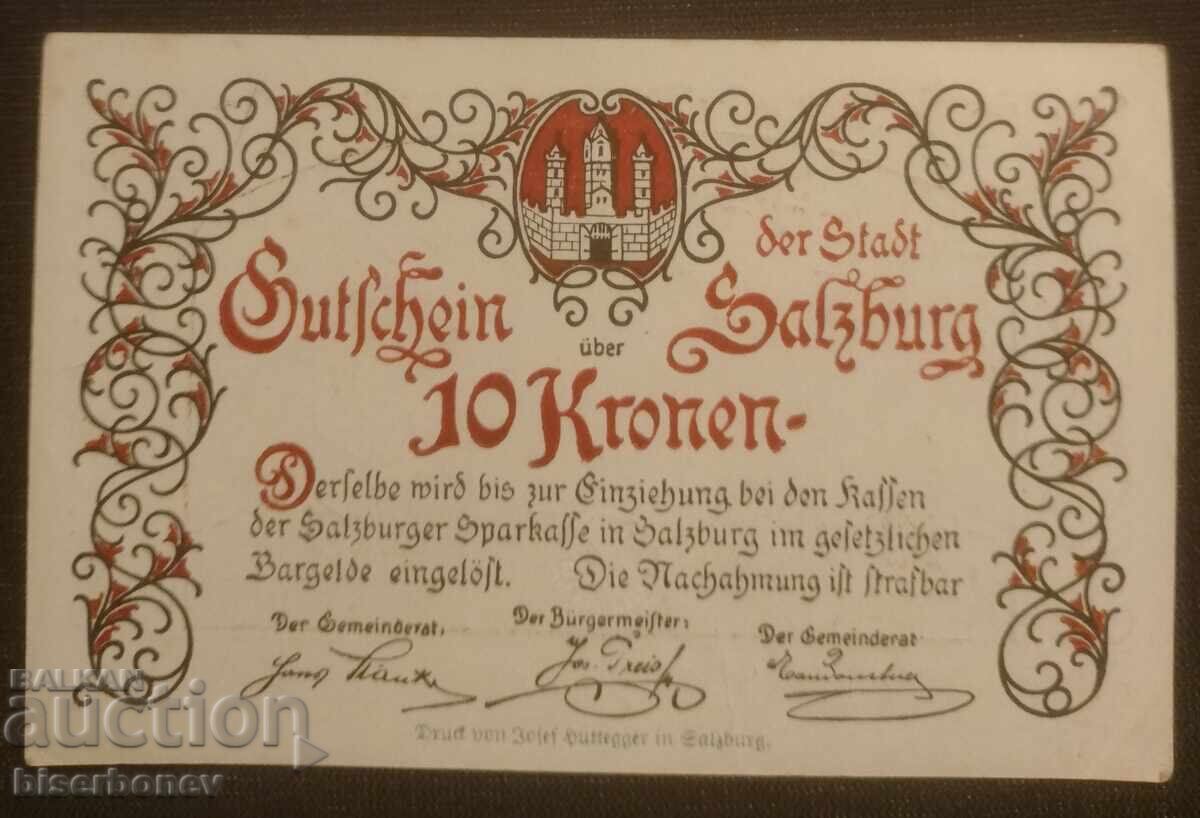 der Stadt
Gutschein über Salzburg
10 Kronen-
Derselbe wird bis zur Einziehung bei den Kassen
der Salzburger Sparkasse in Salzburg im gesetzlichen
Bargelde eingelöst. Die Nachahmung ist strafbar
Der Gemeinderat, Der Bürgermeister: Der Gemeinderat
Druck von Josef Huttegger in Salzburg.
BALKAN
auction
biserbonev